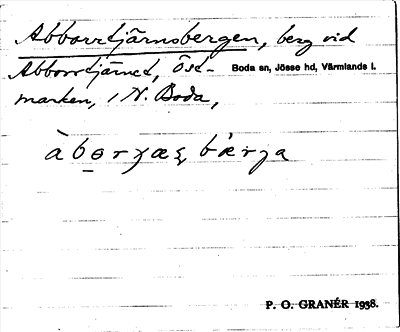 Abborrtjärnsbergen, berg vid
Abborrtjärnet, Öst-
Boda sn, Jösse hd, Värmlands l.
marken, i N. Boda,
P. O. GRANÉR 1938.